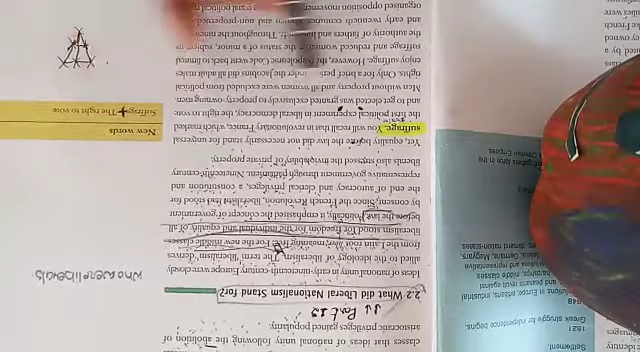 classes that ideas of national unity following the abolition of
aristocratic privileges gained popularity.
2.2 What did Liberal Nationalism Stand for?
Ideas of national unity in early-nineteenth-century Europe were closely
allied to the ideology of liberalism. The term 'liberalism' derives
from the Latin root liber, meaning free. For the new middle classes
liberalism stood for freedom for the individual and equality of all
before the law. Politically, it emphasised the concept of government
by consent. Since the French Revolution, liberalism had stood for
the end of autocracy and clerical privileges, a constitution and
representative government through parliament. Nineteenth-century
liberals also stressed the inviolability of private property.
Yet, equality before the law did not necessarily stand for universal
suffrage. You will recall that in revolutionary France, which marked
the first political experiment in liberal democracy, the right to vote
and to get elected was granted exclusively to property-owning men.
Men without property and all women were excluded from political
rights. Only for a brief period under the Jacobins did all adult males
enjoy suffrage. However, the Napoleonic Code went back to limited
suffrage and reduced women to the status of a minor, subject to
the authority of fathers and husbands. Throughout the nineteenth
and early twentieth centuries women and non-propertied
organised opposition movements equal political
who were liberals
New words
Suffrage – The right to vote
Settlement.
1821
Greek struggle for independence begins.
1848